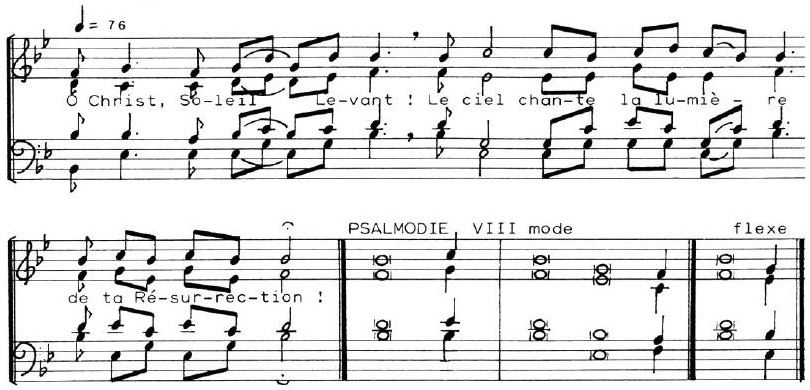 ♩ = 76
O Christ, So-leil Le-vant ! Le ciel chan-te la lu-miè - re
PSALMODIE VIII mode flexe
de ta Ré-sur-rec-tion !